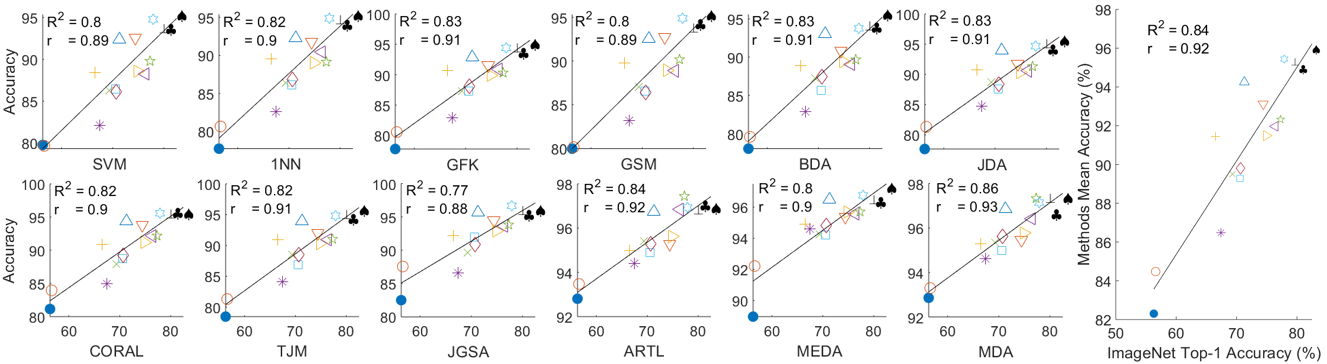 Accuracy
95
90
85
80
R² = 0.8
r = 0.89
SVM
95
90
85
80
R² = 0.82
r = 0.9
1NN
95
90
85
80
R² = 0.83
r = 0.91
GFK
95
90
85
80
R² = 0.8
r = 0.89
GSM
95
90
85
80
R² = 0.83
r = 0.91
BDA
95
90
85
80
R² = 0.83
r = 0.91
JDA
Accuracy
100
95
90
85
80
R² = 0.82
r = 0.9
60 70 80
CORAL
100
95
90
85
80
R² = 0.82
r = 0.91
60 70 80
TJM
100
95
90
85
80
R² = 0.77
r = 0.88
60 70 80
JGSA
98
96
94
92
R² = 0.84
r = 0.92
60 70 80
ARTL
98
96
94
92
90
R² = 0.8
r = 0.9
60 70 80
MEDA
98
96
94
92
R² = 0.86
r = 0.93
60 70 80
MDA
Methods Mean Accuracy (%)
98
96
94
92
90
88
86
84
82
R² = 0.84
r = 0.92
50 60 70 80
ImageNet Top-1 Accuracy (%)